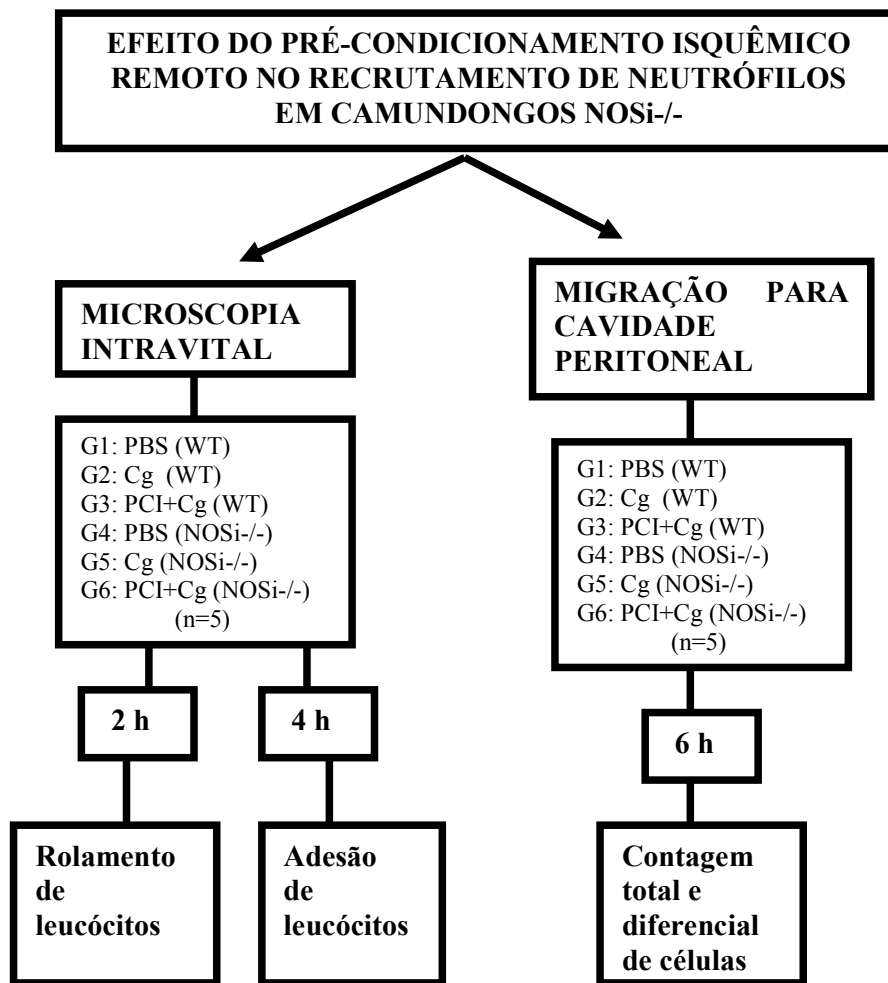 EFEITO DO PRÉ-CONDICIONAMENTO ISQUÊMICO
REMOTO NO RECRUTAMENTO DE NEUTRÓFILOS
EM CAMUNDONGOS NOSi-/-
MICROSCOPIA
INTRAVITAL
G1: PBS (WT)
G2: Cg (WT)
G3: PCI+Cg (WT)
G4: PBS (NOSi-/-)
G5: Cg (NOSi-/-)
G6: PCI+Cg (NOSi-/-)
(n=5)
2 h
4 h
Rolamento
de
leucócitos
Adesão
de
leucócitos
MIGRAÇÃO PARA
CAVIDADE
PERITONEAL
G1: PBS (WT)
G2: Cg (WT)
G3: PCI+Cg (WT)
G4: PBS (NOSi-/-)
G5: Cg (NOSi-/-)
G6: PCI+Cg (NOSi-/-)
(n=5)
6 h
Contagem
total e
diferencial
de células